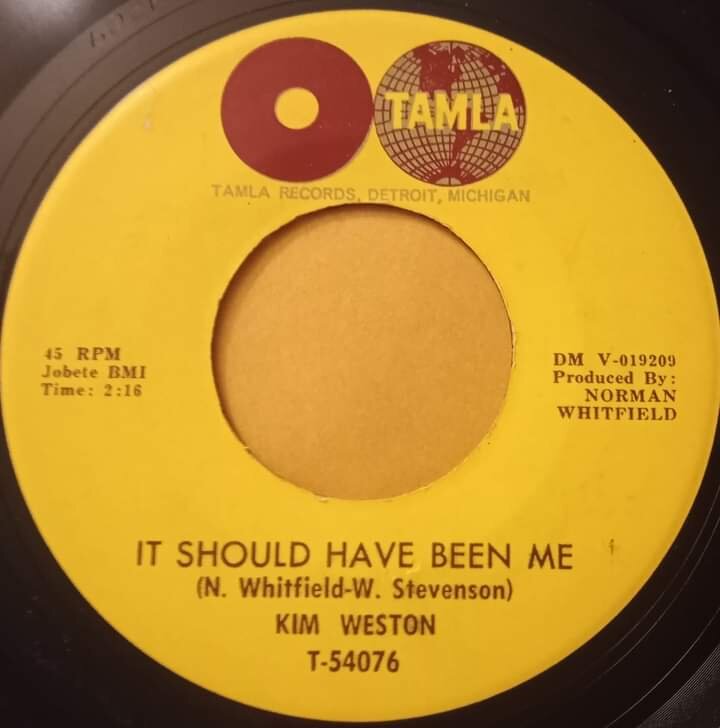 TAMLA
TAMLA RECORDS, DETROIT, MICHIGAN
45 RPM
Jobete BMI
Time: 2:16
DM V-019209
Produced By:
NORMAN
WHITFIELD
IT SHOULD HAVE BEEN ME
(N. Whitfield-W. Stevenson)
KIM WESTON
T-54076